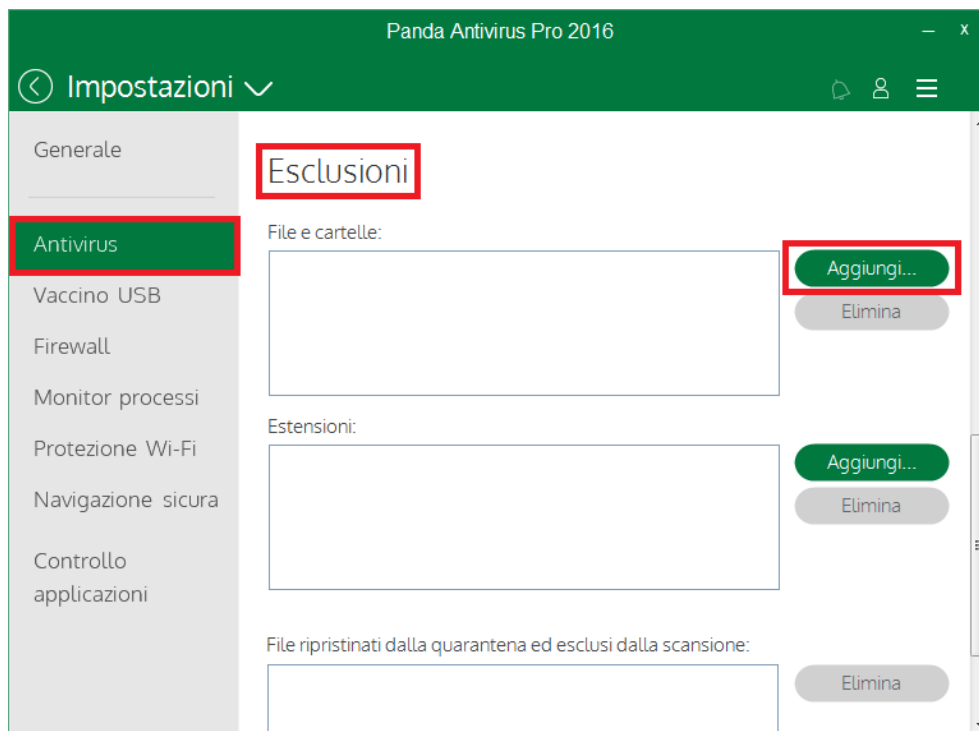 Panda Antivirus Pro 2016
Impostazioni
Generale
Antivirus
Vaccino USB
Firewall
Monitor processi
Protezione Wi-Fi
Navigazione sicura
Controllo
applicazioni
Esclusioni
File e cartelle:
Aggiungi...
Elimina
Estensioni:
Aggiungi...
Elimina
File ripristinati dalla quarantena ed esclusi dalla scansione:
Elimina